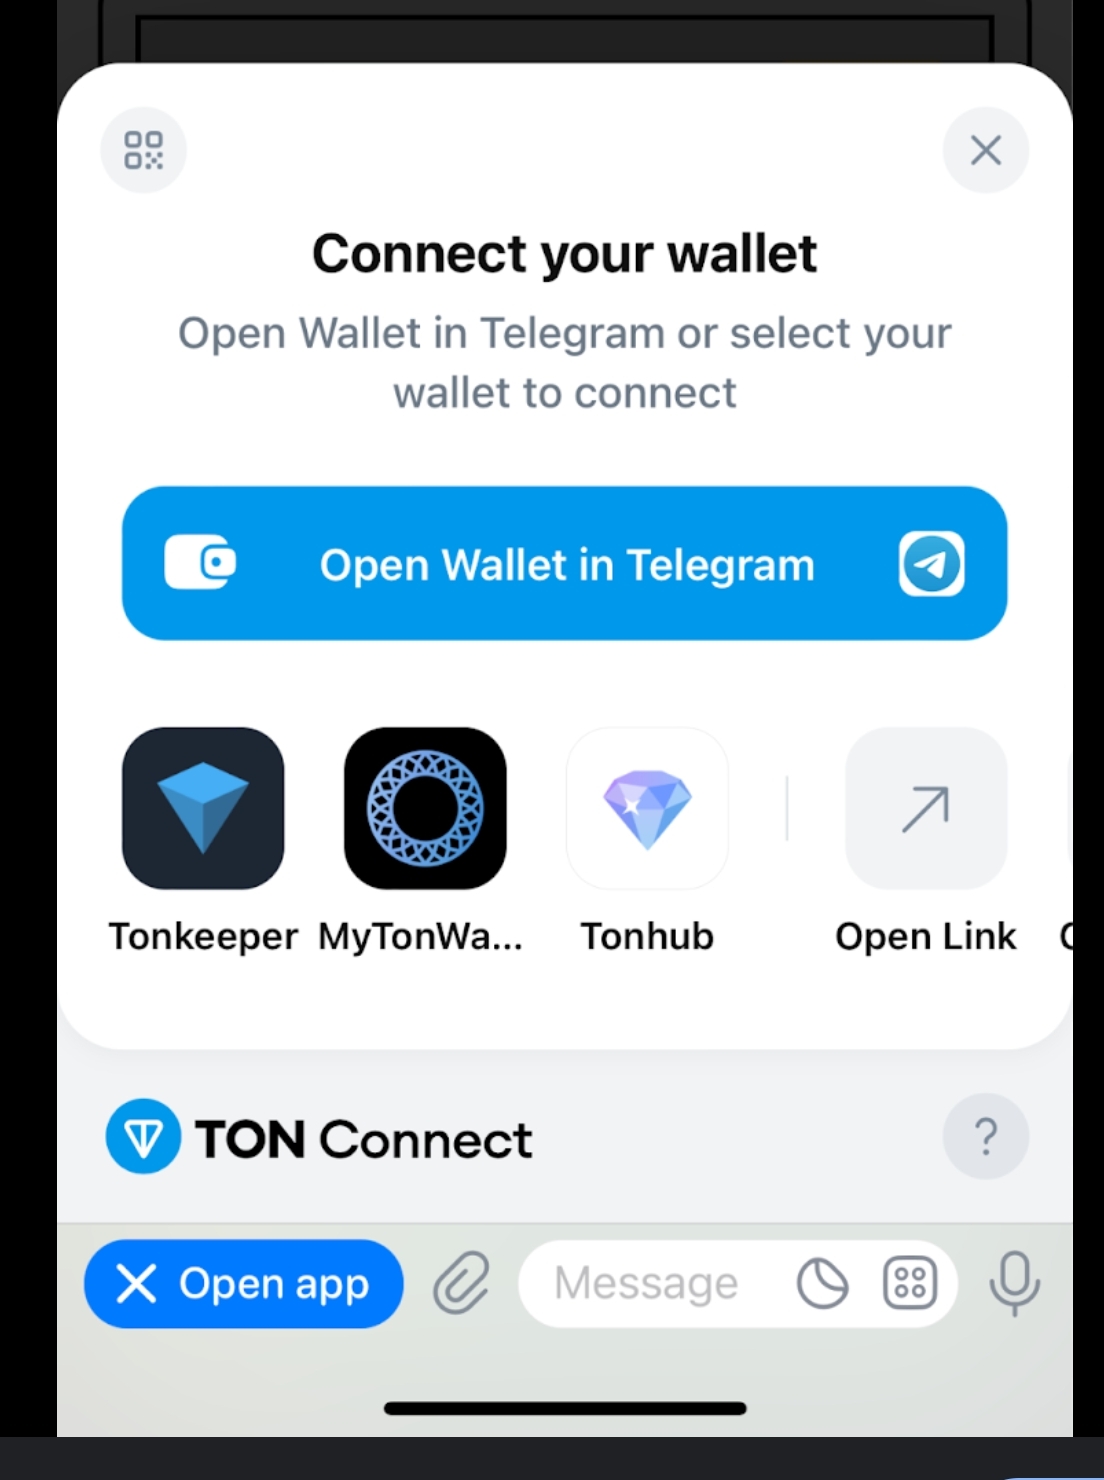 Connect your wallet
Open Wallet in Telegram or select your
wallet to connect
Open Wallet in Telegram
Tonkeeper
MyTonWa...
Tonhub
Open Link
TON Connect
?
Open app
Message